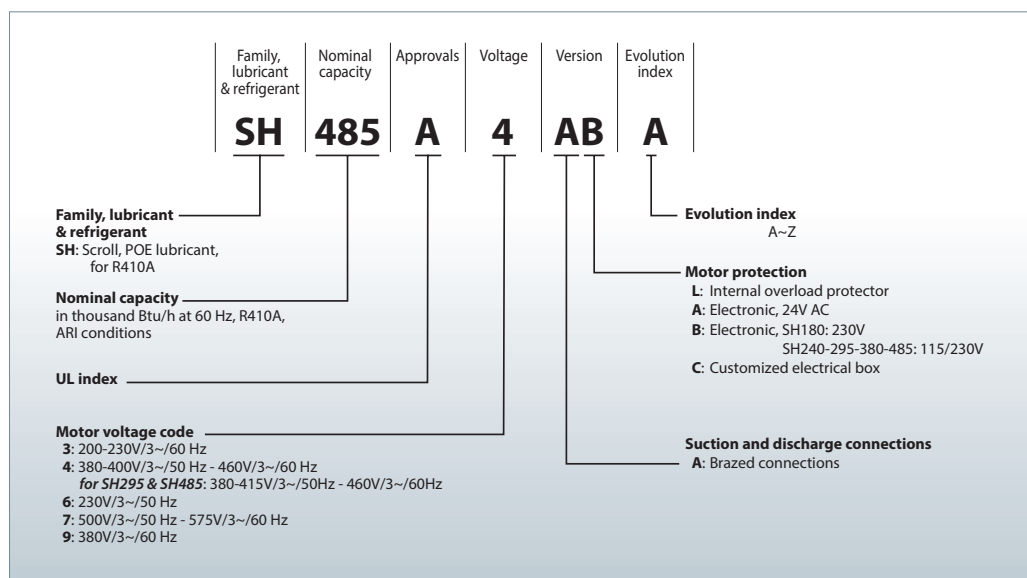 Family,
lubricant
& refrigerant
Nominal
capacity
Approvals
Voltage
Version
Evolution
index
SH 485 A 4 AB A
Family, lubricant
& refrigerant
SH: Scroll, POE lubricant,
for R410A
Nominal capacity
in thousand Btu/h at 60 Hz, R410A,
ARI conditions
UL index
Motor voltage code
3: 200-230V/3~/60 Hz
4: 380-400V/3~/50 Hz - 460V/3~/60 Hz
for SH295 & SH485: 380-415V/3~/50Hz - 460V/3~/60Hz
6: 230V/3~/50 Hz
7: 500V/3~/50 Hz - 575V/3~/60 Hz
9: 380V/3~/60 Hz
Evolution index
A~Z
Motor protection
L: Internal overload protector
A: Electronic, 24V AC
B: Electronic, SH180: 230V
SH240-295-380-485: 115/230V
C: Customized electrical box
Suction and discharge connections
A: Brazed connections